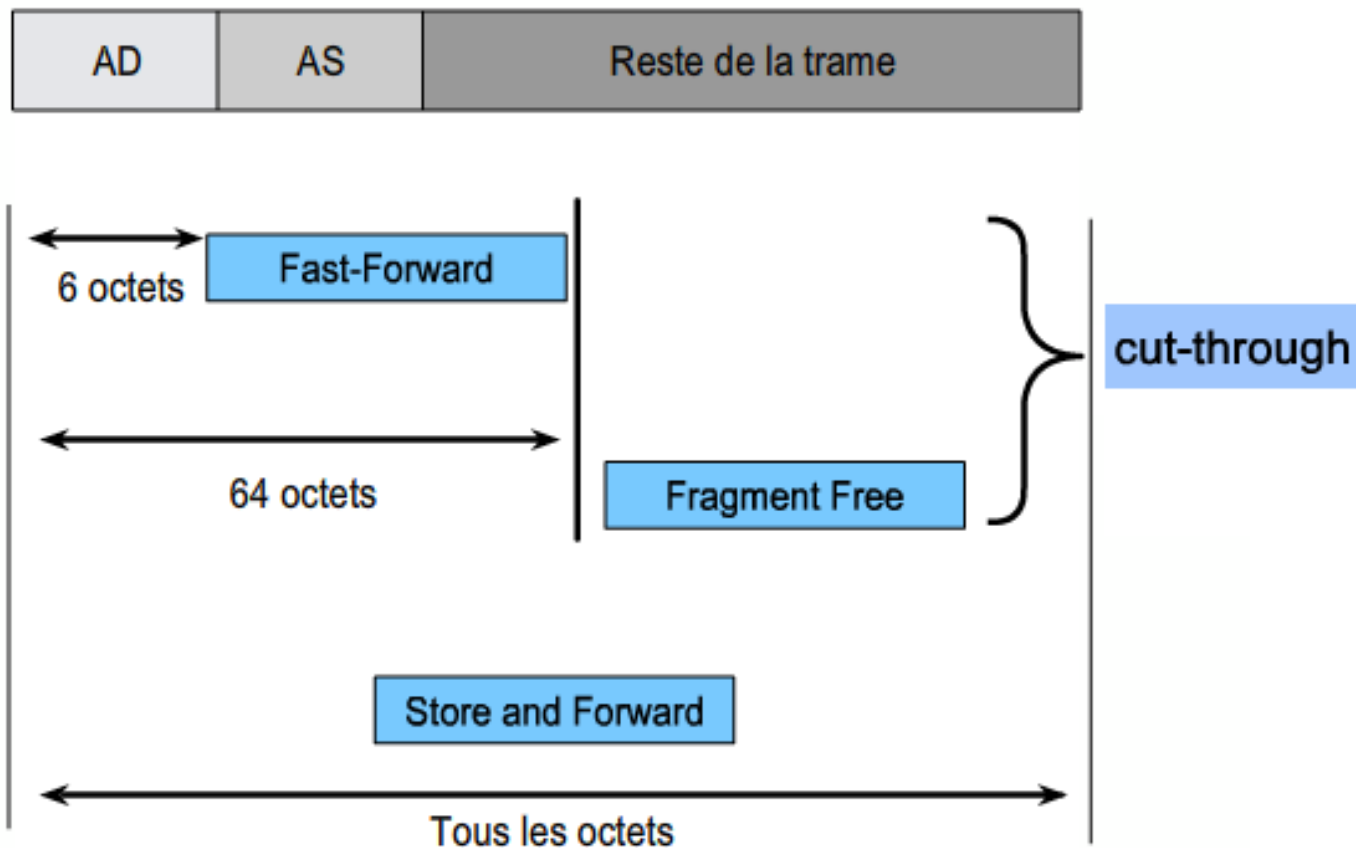 AD
AS
Reste de la trame
Fast-Forward
6 octets
cut-through
64 octets
Fragment Free
Store and Forward
Tous les octets